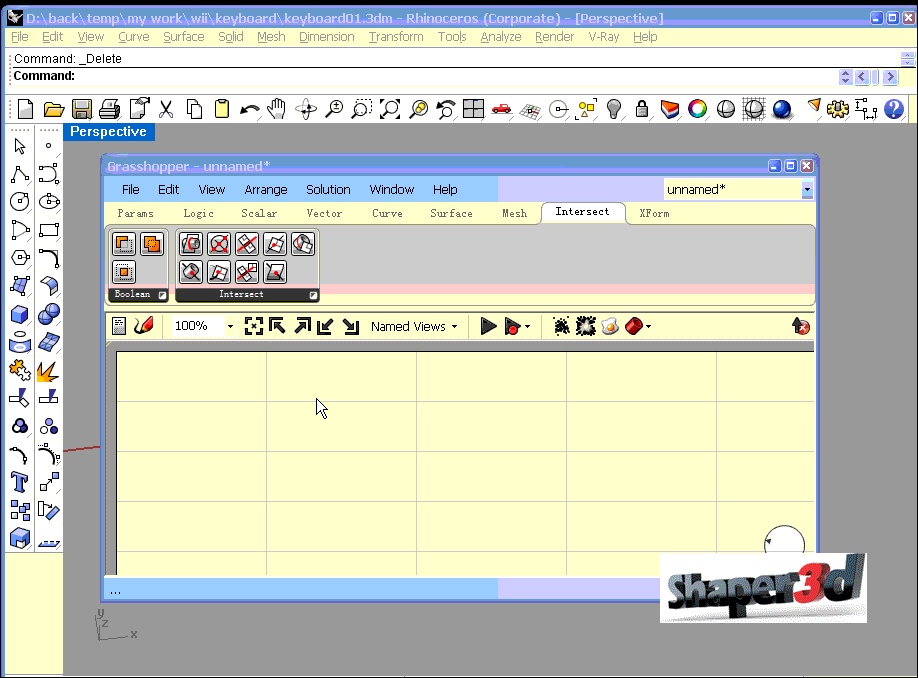 D:\back\temp\my work\wii\keyboard\keyboard01.3dm - Rhinoceros (Corporate) - [Perspective]
File Edit View Curve Surface Solid Mesh Dimension Transform Tools Analyze Render V-Ray Help
Command: _Delete
Command:
Perspective
Grasshopper - unnamed*
File Edit View Arrange Solution Window Help unnamed*
Params Logic Scalar Vector Curve Surface Mesh Intersect XForm
Boolean Intersect
100% Named Views
...
Shaper3d
y
z
x